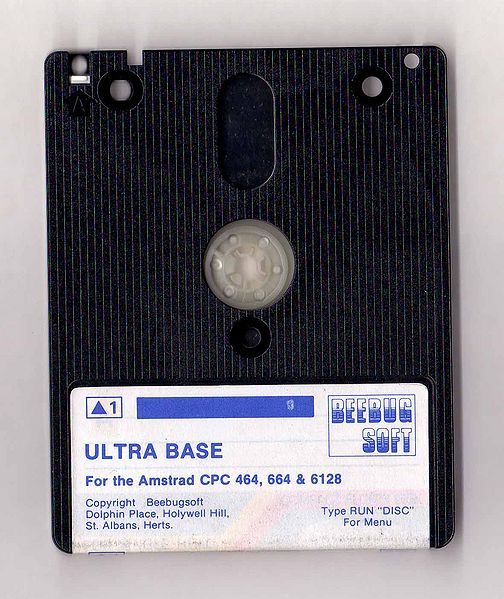 A
1
BEEBUG
SOFT
ULTRA BASE
For the Amstrad CPC 464, 664 & 6128
Copyright Beebugsoft
Dolphin Place, Holywell Hill,
St. Albans, Herts.
Type RUN "DISC"
For Menu